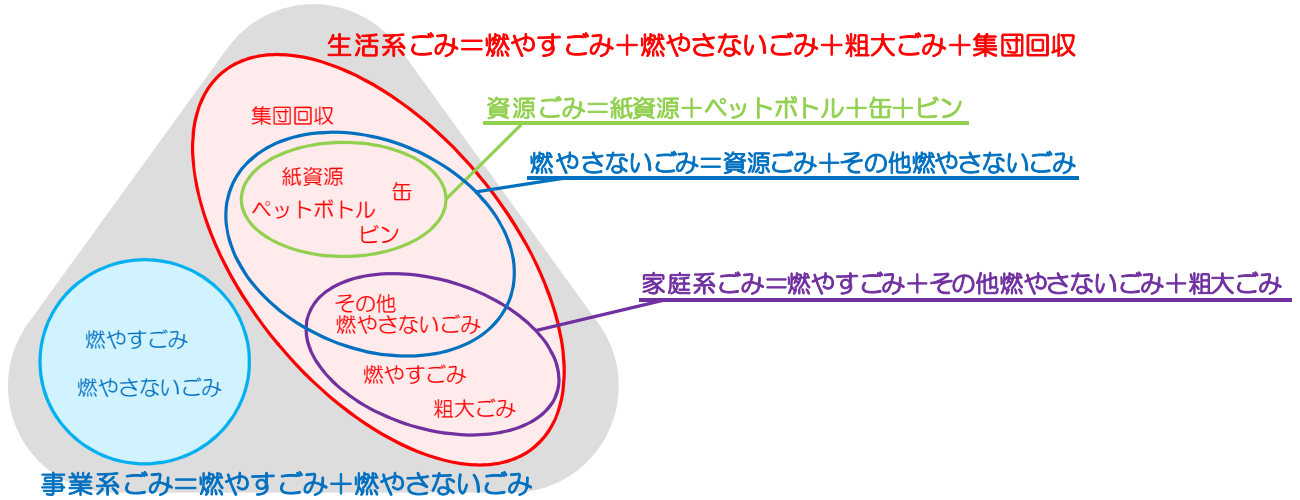 生活系ごみ＝燃やすごみ＋燃やさないごみ＋粗大ごみ＋集団回収
資源ごみ＝紙資源＋ペットボトル＋缶＋ビン
集団回収
燃やさないごみ＝資源ごみ＋その他燃やさないごみ
紙資源
缶
ペットボトル
ビン
家庭系ごみ＝燃やすごみ＋その他燃やさないごみ＋粗大ごみ
その他
燃やさないごみ
燃やすごみ
粗大ごみ
燃やすごみ
燃やさないごみ
事業系ごみ＝燃やすごみ＋燃やさないごみ